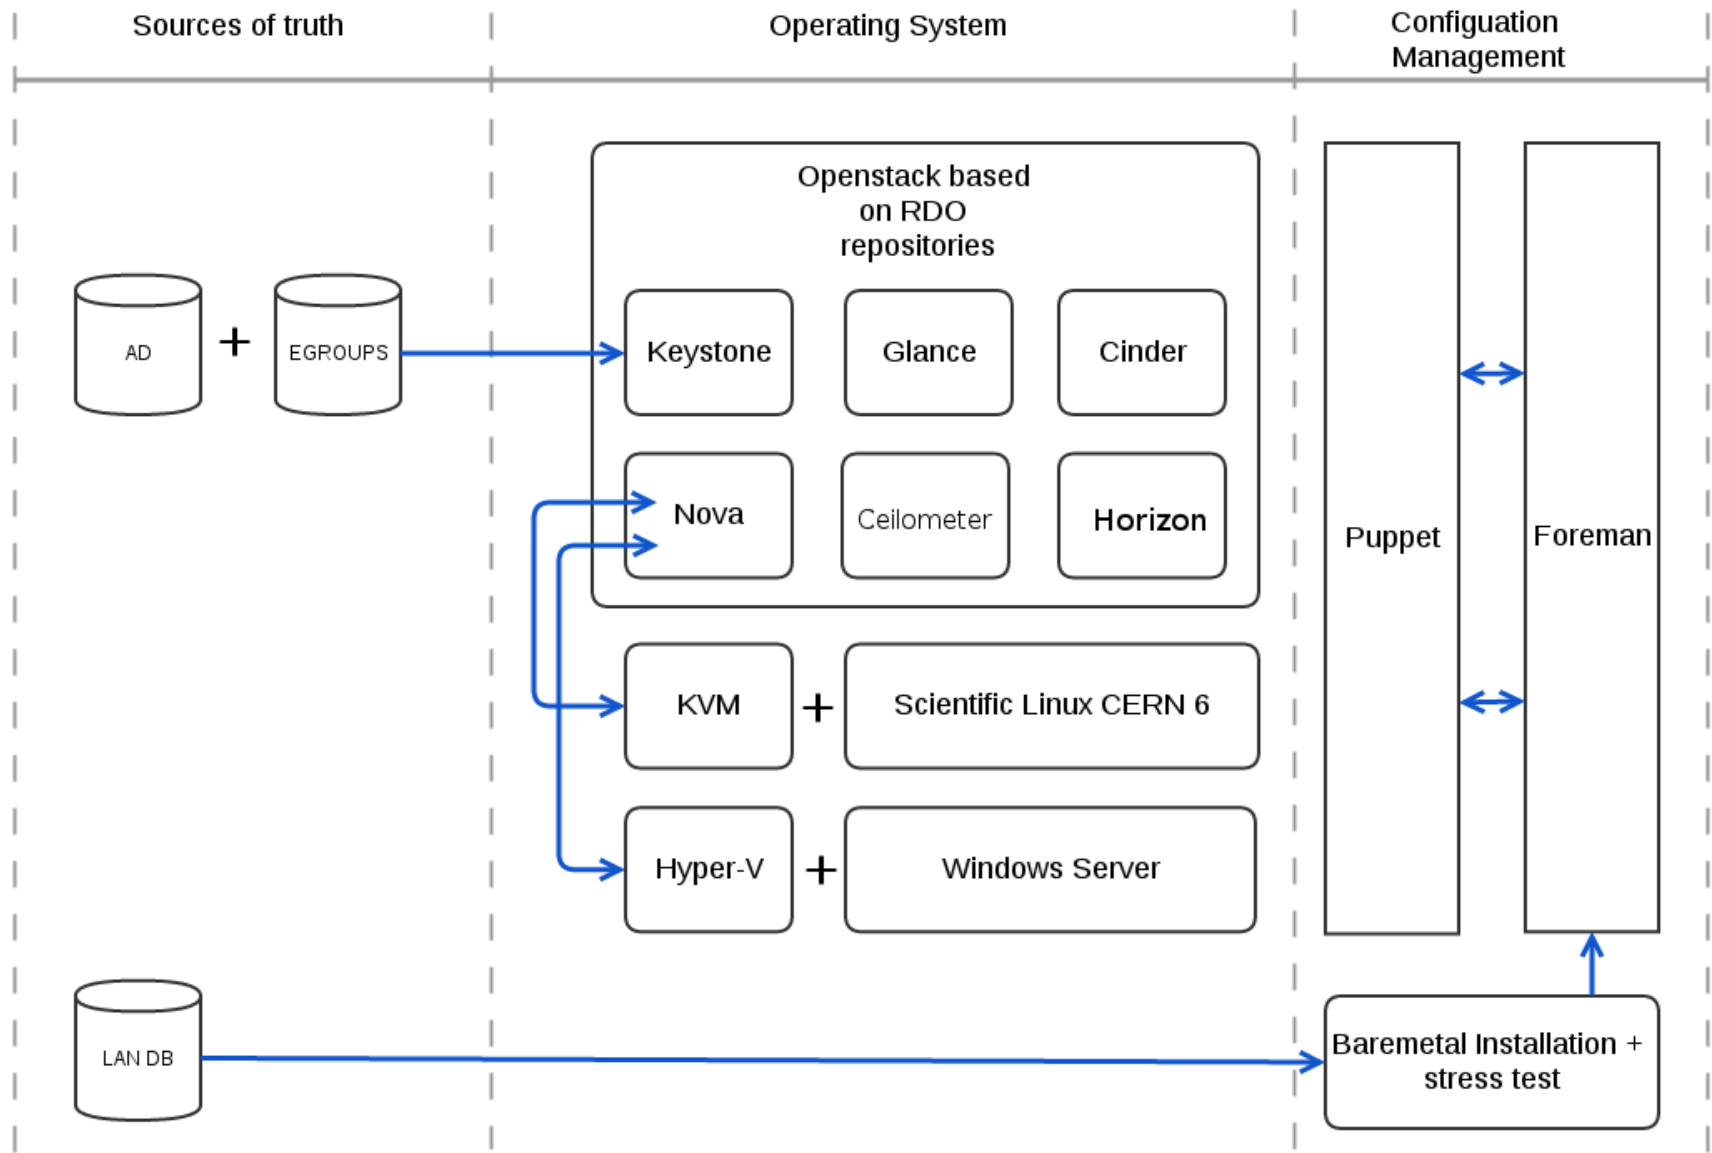 Sources of truth
Operating System
Configuation
Management
Openstack based
on RDO
repositories
AD
+
EGROUPS
Keystone
Glance
Cinder
Nova
Ceilometer
Horizon
Puppet
Foreman
KVM
+
Scientific Linux CERN 6
Hyper-V
+
Windows Server
LAN DB
Baremetal Installation +
stress test